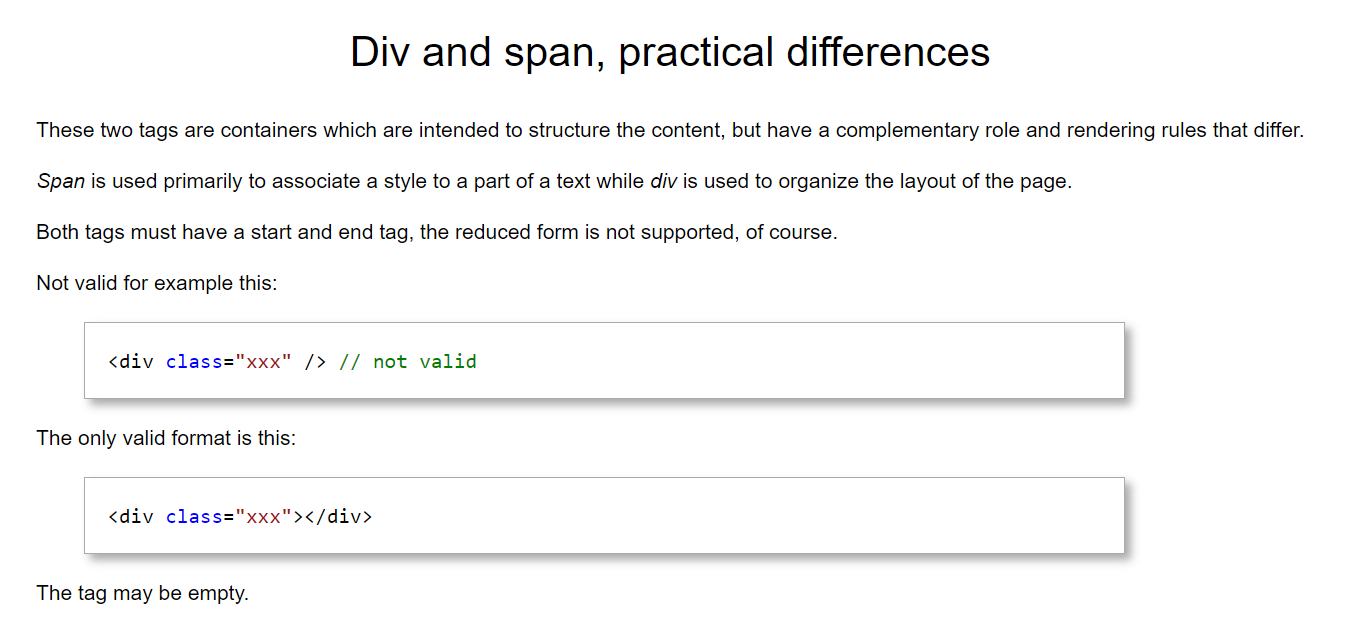 Div and span, practical differences
These two tags are containers which are intended to structure the content, but have a complementary role and rendering rules that differ.
Span is used primarily to associate a style to a part of a text while div is used to organize the layout of the page.
Both tags must have a start and end tag, the reduced form is not supported, of course.
Not valid for example this:
<div class="xxx" /> // not valid
The only valid format is this:
<div class="xxx"></div>
The tag may be empty.